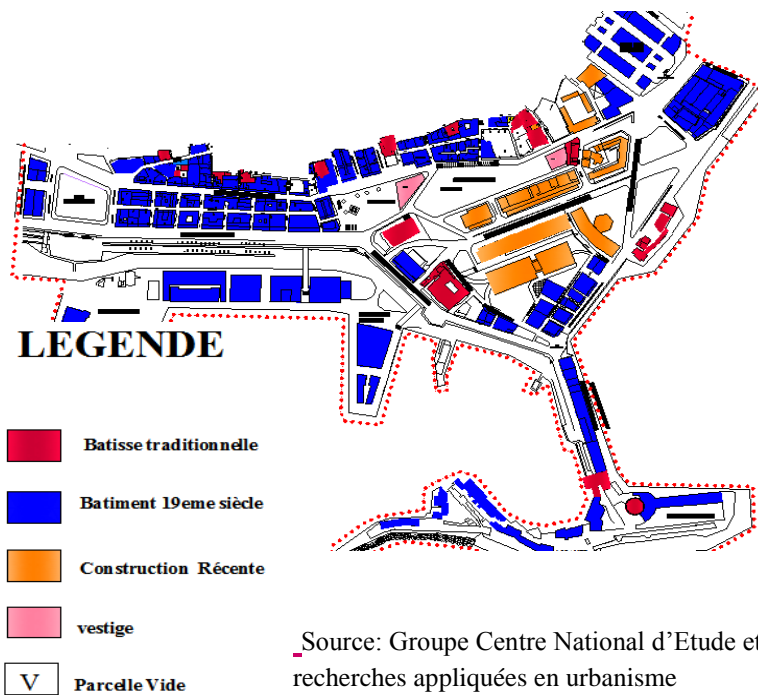 LEGENDE
Batisse traditionnelle
Batiment 19eme siècle
Construction Récente
vestige
V Parcelle Vide
Source: Groupe Centre National d’Etude et
recherches appliquées en urbanisme